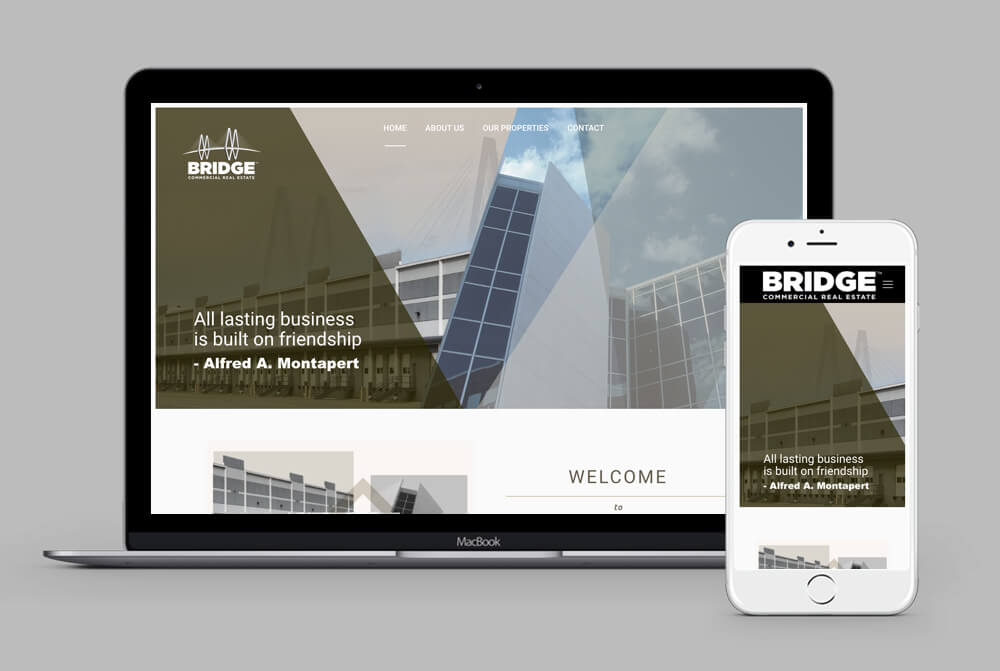 HOME ABOUT US OUR PROPERTIES CONTACT
BRIDGE™
COMMERCIAL REAL ESTATE
All lasting business
is built on friendship
- Alfred A. Montapert
WELCOME
to
MacBook
BRIDGE™
COMMERCIAL REAL ESTATE
All lasting business
is built on friendship
- Alfred A. Montapert